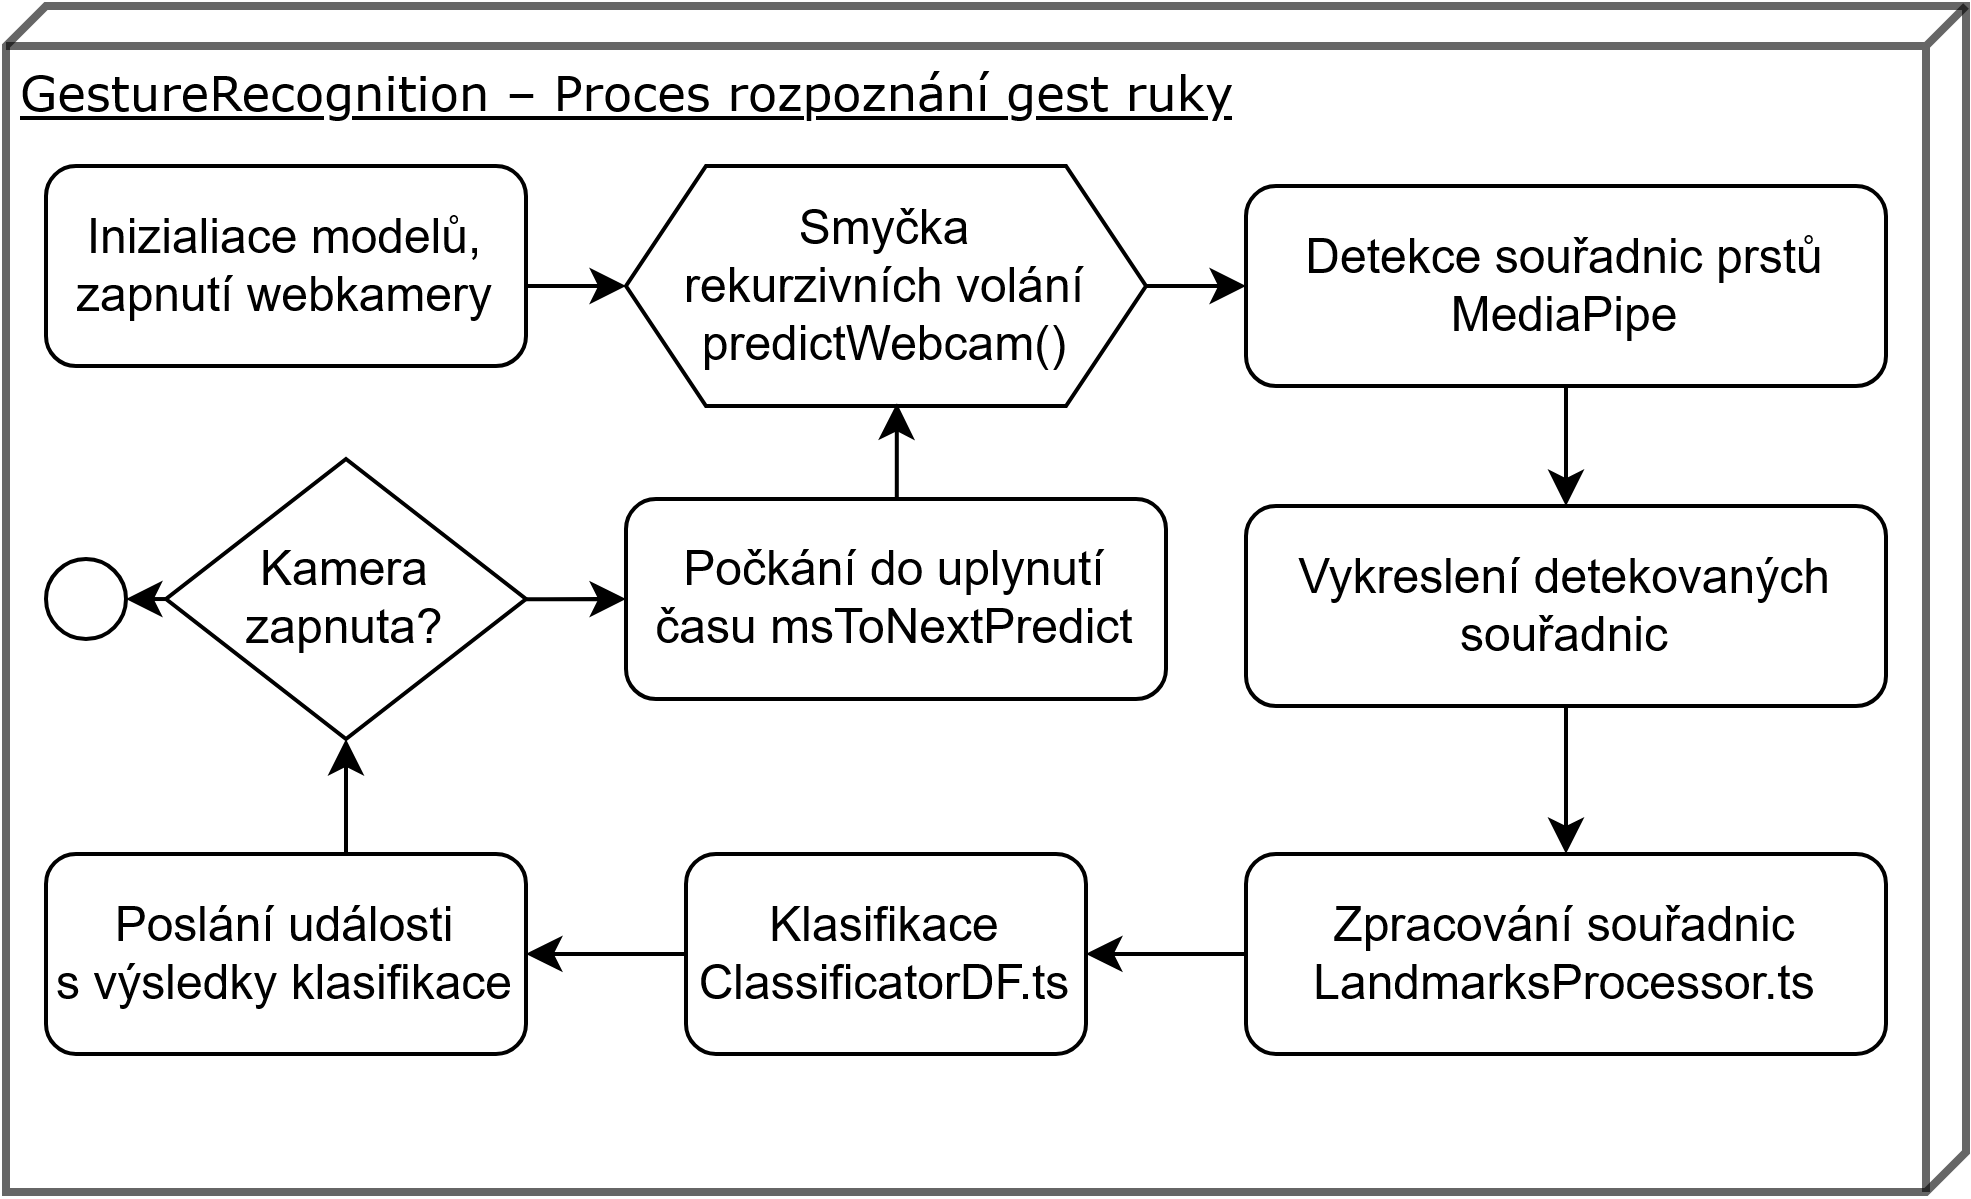 GestureRecognition – Proces rozpoznání gest ruky
Inizialiace modelů,
zapnutí webkamery
Smyčka
rekurzivních volání
predictWebcam()
Detekce souřadnic prstů
MediaPipe
Kamera
zapnuta?
Počkání do uplynutí
času msToNextPredict
Vykreslení detekovaných
souřadnic
Poslání události
s výsledky klasifikace
Klasifikace
ClassificatorDF.ts
Zpracování souřadnic
LandmarksProcessor.ts